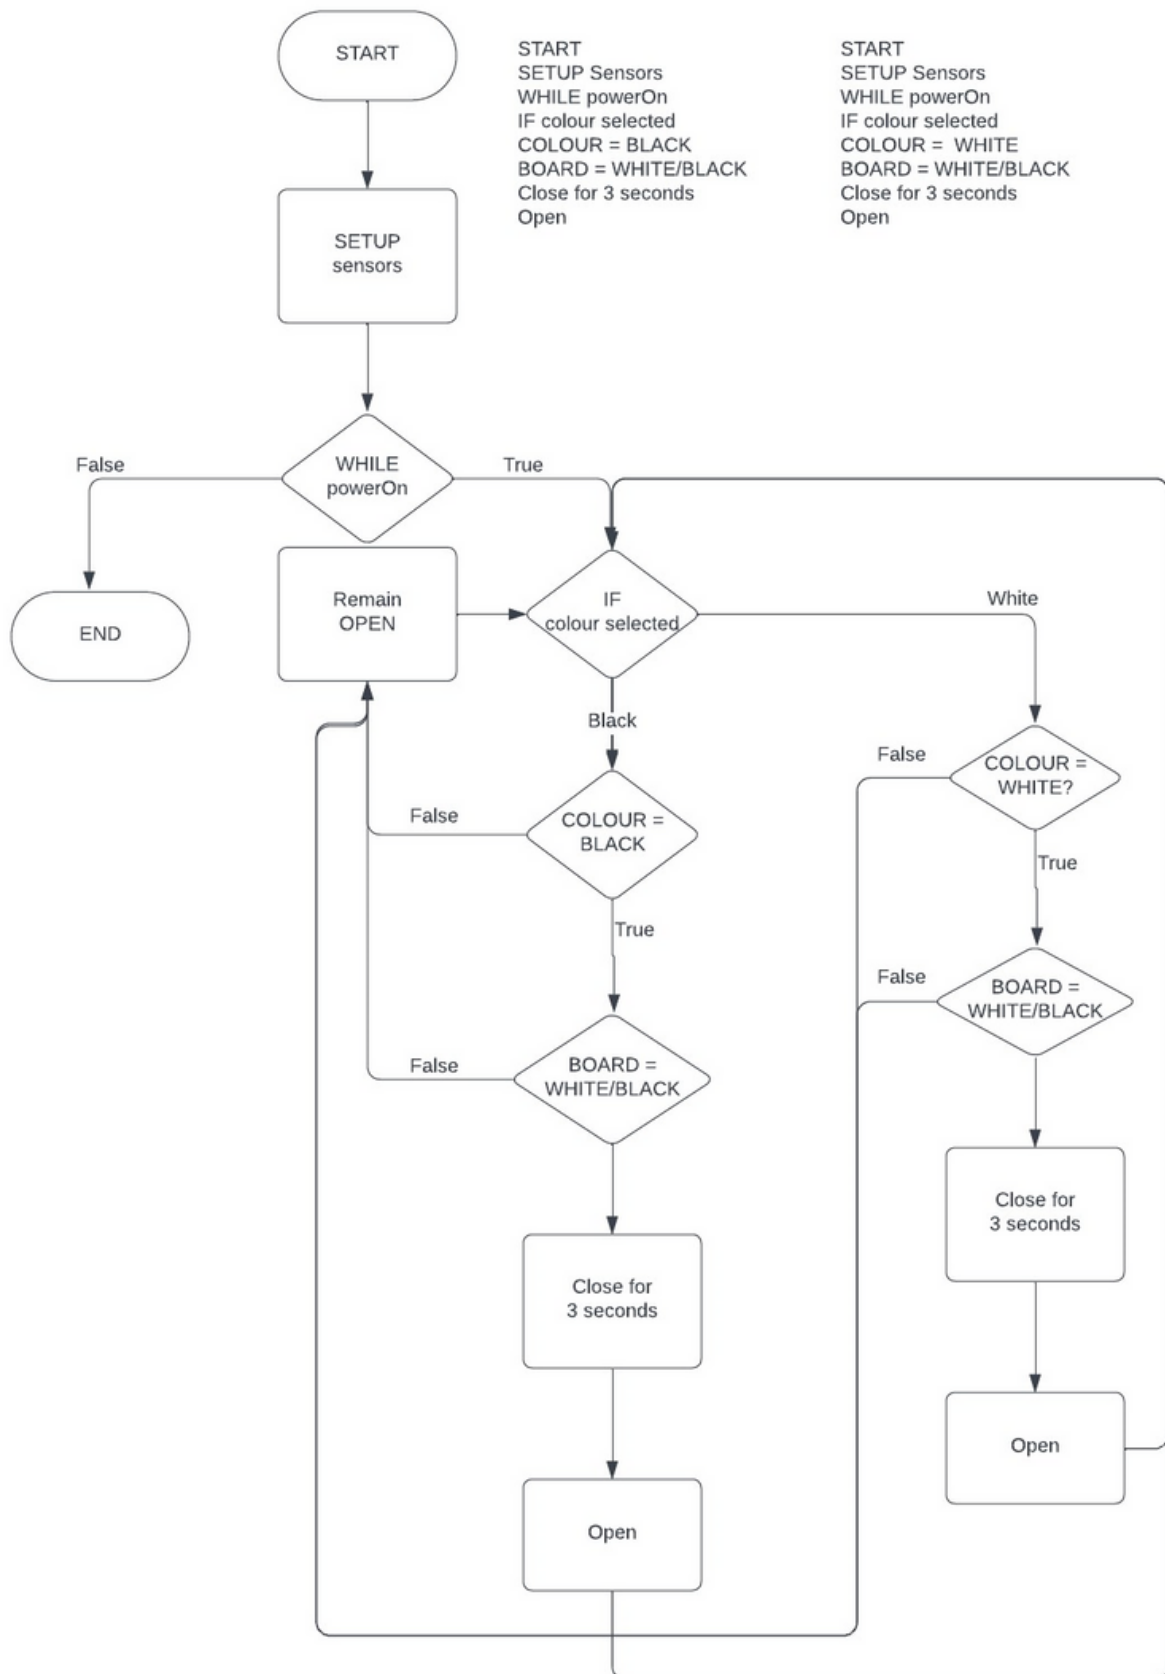 START
START
SETUP Sensors
WHILE powerOn
IF colour selected
COLOUR = BLACK
BOARD = WHITE/BLACK
Close for 3 seconds
Open
START
SETUP Sensors
WHILE powerOn
IF colour selected
COLOUR =  WHITE
BOARD = WHITE/BLACK
Close for 3 seconds
Open
SETUP
sensors
False
WHILE
powerOn
True
END
Remain
OPEN
IF
colour selected
White
Black
False
COLOUR =
WHITE?
False
COLOUR =
BLACK
True
True
False
BOARD =
WHITE/BLACK
False
BOARD =
WHITE/BLACK
Close for
3 seconds
Close for
3 seconds
Open
Open